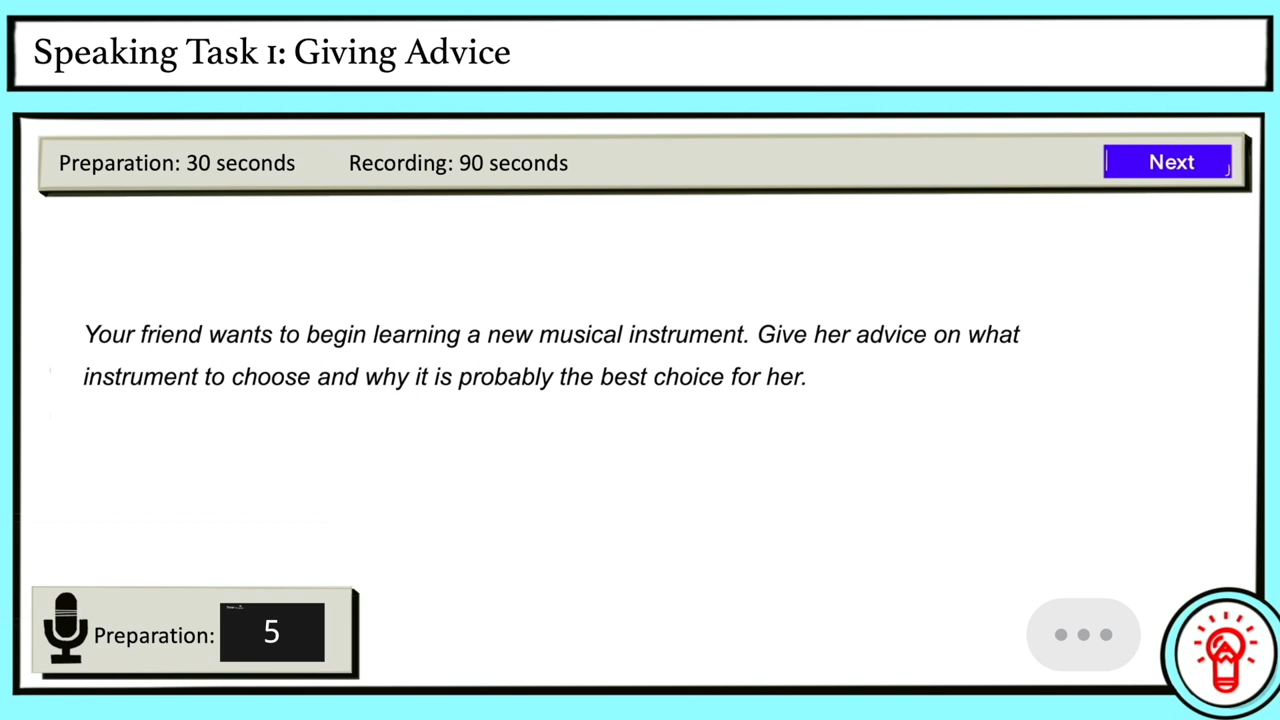 Speaking Task 1: Giving Advice
Preparation: 30 seconds Recording: 90 seconds Next
Your friend wants to begin learning a new musical instrument. Give her advice on what
instrument to choose and why it is probably the best choice for her.
Preparation: 5